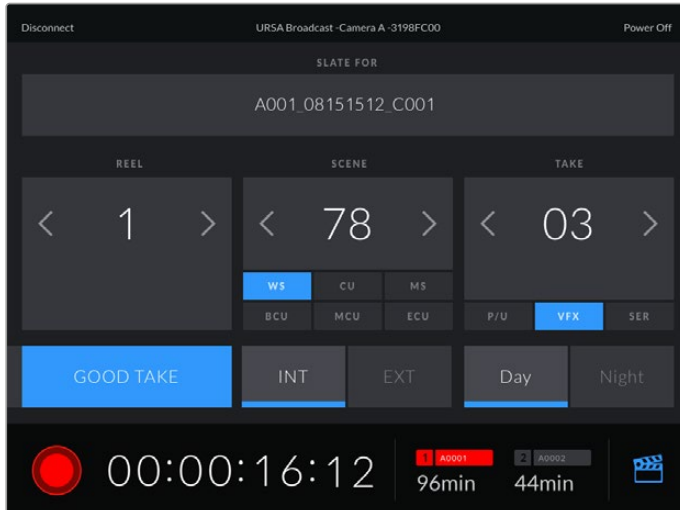 Disconnect URSA Broadcast -Camera A -3198FC00 Power Off
SLATE FOR
A001_08151512_C001
REEL SCENE TAKE
1 78 03
WS CU MS
BCU MCU ECU P/U VFX SER
GOOD TAKE INT EXT Day Night
1 A0001 2 A0002
00:00:16:12 96min 44min